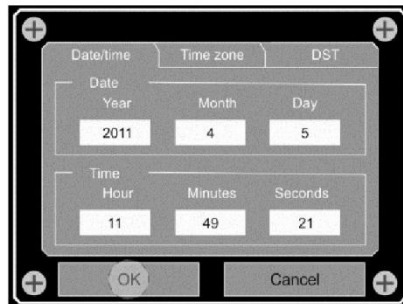 Date/time Time zone DST
Date
Year Month Day
2011 4 5
Time
Hour Minutes Seconds
11 49 21
OK Cancel